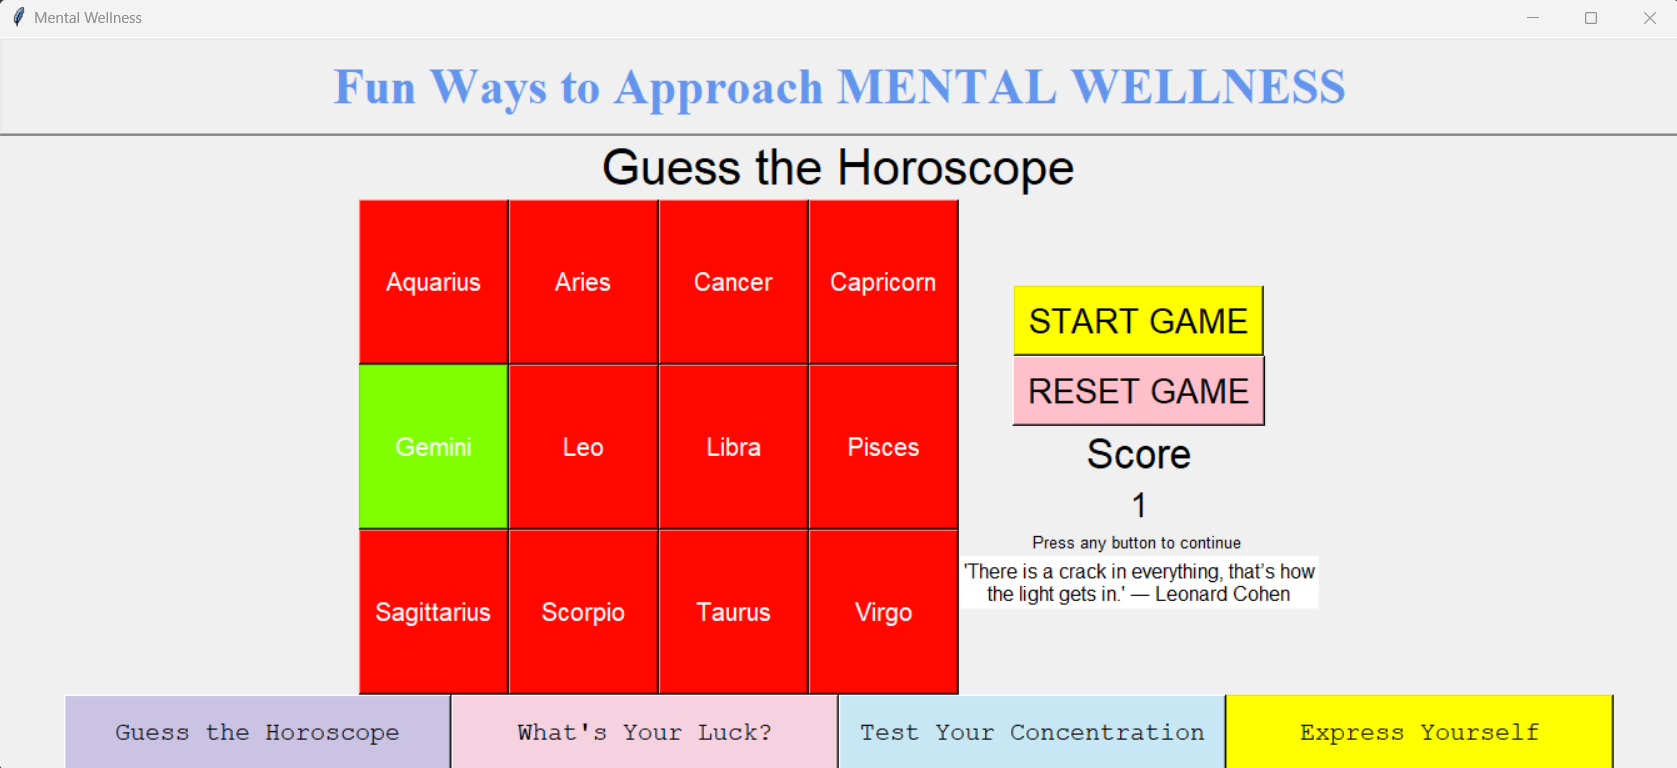 Mental Wellness
Fun Ways to Approach MENTAL WELLNESS
Guess the Horoscope
Aquarius
Aries
Cancer
Capricorn
Gemini
Leo
Libra
Pisces
Sagittarius
Scorpio
Taurus
Virgo
START GAME
RESET GAME
Score
1
Press any button to continue
'There is a crack in everything, that’s how
the light gets in.' — Leonard Cohen
Guess the Horoscope
What's Your Luck?
Test Your Concentration
Express Yourself